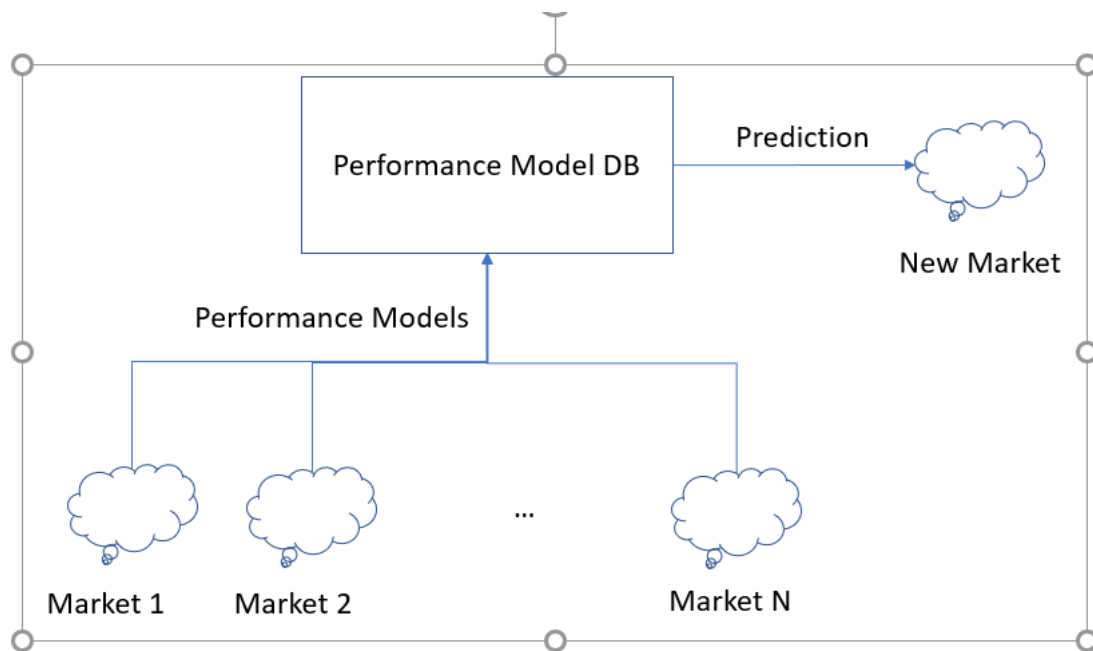 Performance Model DB
Prediction
New Market
Performance Models
...
Market 1
Market 2
Market N